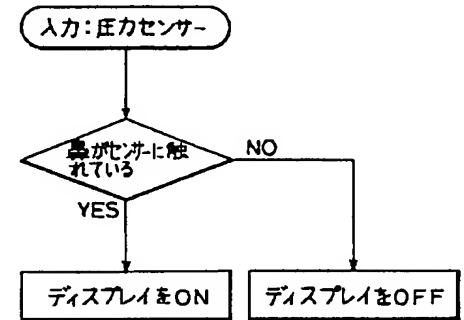 入力:圧力センサー
鼻がセンサーに触
れている
NO
YES
ディスプレイをON
ディスプレイをOFF